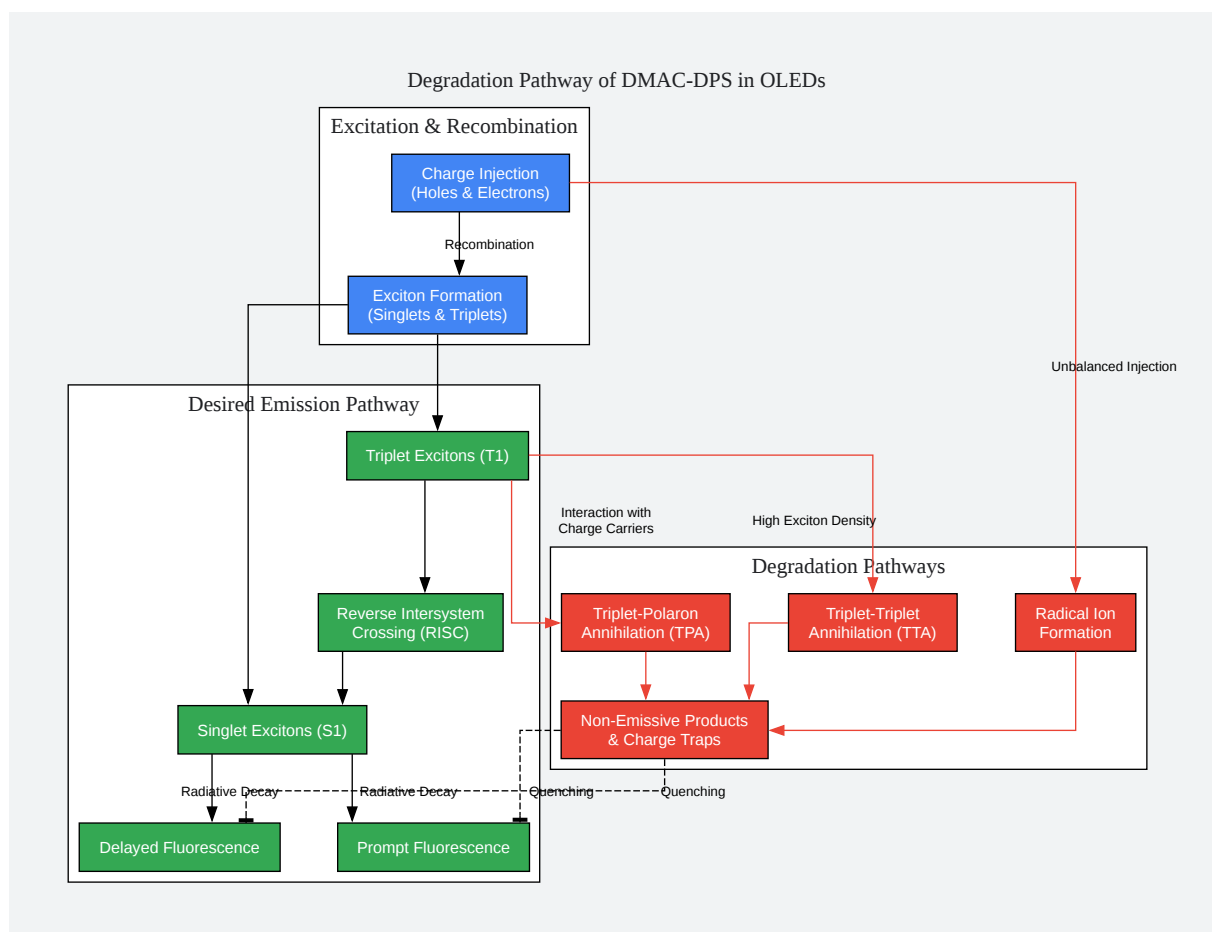 Degradation Pathway of DMAC-DPS in OLEDs
Excitation & Recombination
Charge Injection
(Holes & Electrons)
Recombination
Exciton Formation
(Singlets & Triplets)
Unbalanced Injection
Desired Emission Pathway
Triplet Excitons (T1)
Interaction with
Charge Carriers
High Exciton Density
Degradation Pathways
Reverse Intersystem
Crossing (RISC)
Triplet-Polaron
Annihilation (TPA)
Triplet-Triplet
Annihilation (TTA)
Radical Ion
Formation
Singlet Excitons (S1)
Non-Emissive Products
& Charge Traps
Radiative Decay
Radiative Decay
Quenching
Quenching
Delayed Fluorescence
Prompt Fluorescence